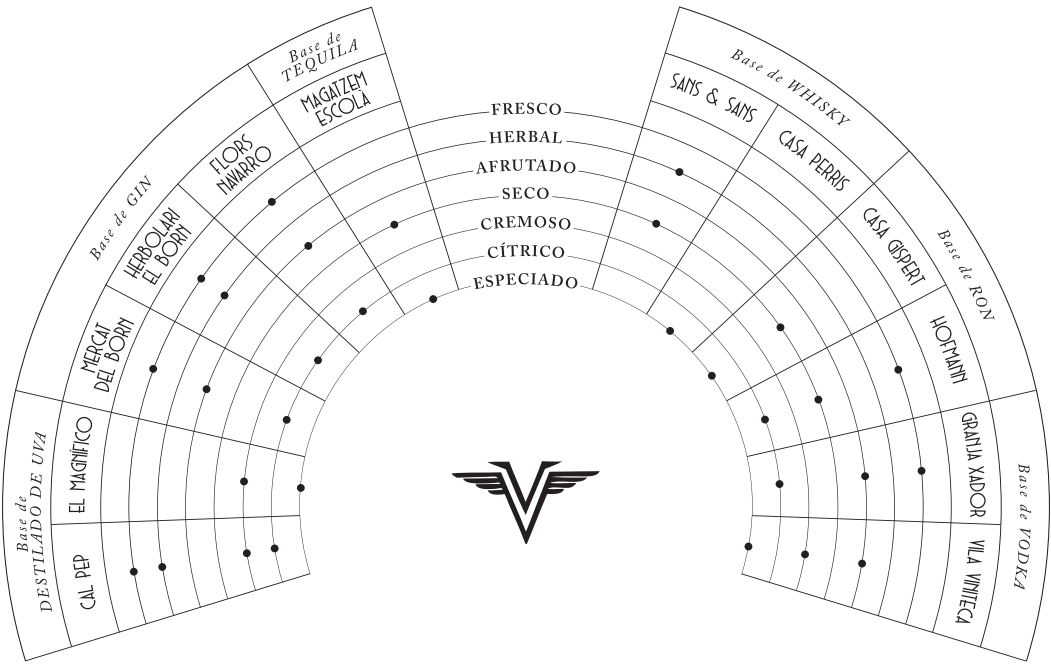 Base de
TEQUILA
MAGATZEM
ESCOLÀ
Base de GIN
FLORS
NAVARRO
HERBOLARI
EL BORN
MERCAT
DEL BORN
Base de
DESTILADO DE UVA
EL MAGNÍFICO
CAL PEP
FRESCO
HERBAL
AFRUTADO
SECO
CREMOSO
CÍTRICO
ESPECIADO
Base de WHISKY
SANS & SANS
CASA PERRIS
Base de RON
CASA GISPERT
HOFMANN
Base de VODKA
GRANJA XADOR
VILA VINITECA